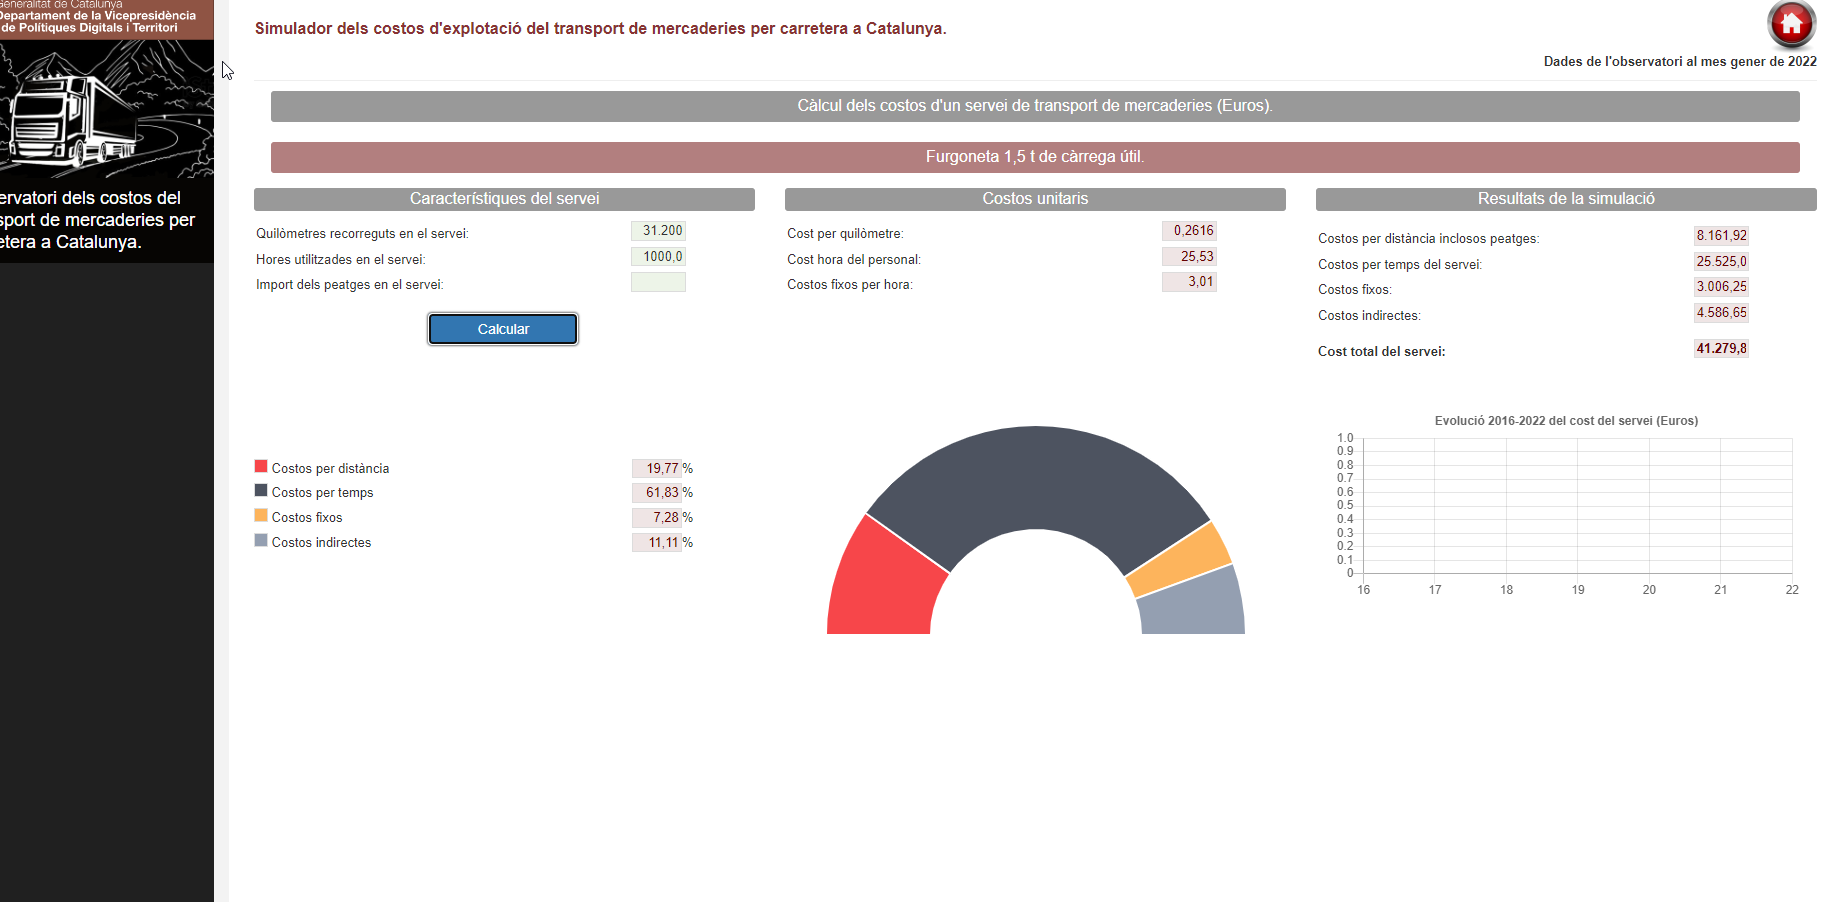 Generalitat de Catalunya
Departament de la Vicepresidència
de Polítiques Digitals i Territori
ervatori dels costos del
sport de mercaderies per
etera a Catalunya.
Simulador dels costos d'explotació del transport de mercaderies per carretera a Catalunya.
Dades de l'observatori al mes gener de 2022
Càlcul dels costos d'un servei de transport de mercaderies (Euros).
Furgoneta 1,5 t de càrrega útil.
Característiques del servei
Quilòmetres recorreguts en el servei: 31.200
Hores utilitzades en el servei: 1000,0
Import dels peatges en el servei:
Calcular
Costos unitaris
Cost per quilòmetre: 0,2616
Cost hora del personal: 25,53
Costos fixos per hora: 3,01
Resultats de la simulació
Costos per distància inclosos peatges: 8.161,92
Costos per temps del servei: 25.525,0
Costos fixos: 3.006,25
Costos indirectes: 4.586,65
Cost total del servei: 41.279,8
Costos per distància 19,77 %
Costos per temps 61,83 %
Costos fixos 7,28 %
Costos indirectes 11,11 %
Evolució 2016-2022 del cost del servei (Euros)
1.0
0.9
0.8
0.7
0.6
0.5
0.4
0.3
0.2
0.1
0
16 17 18 19 20 21 22